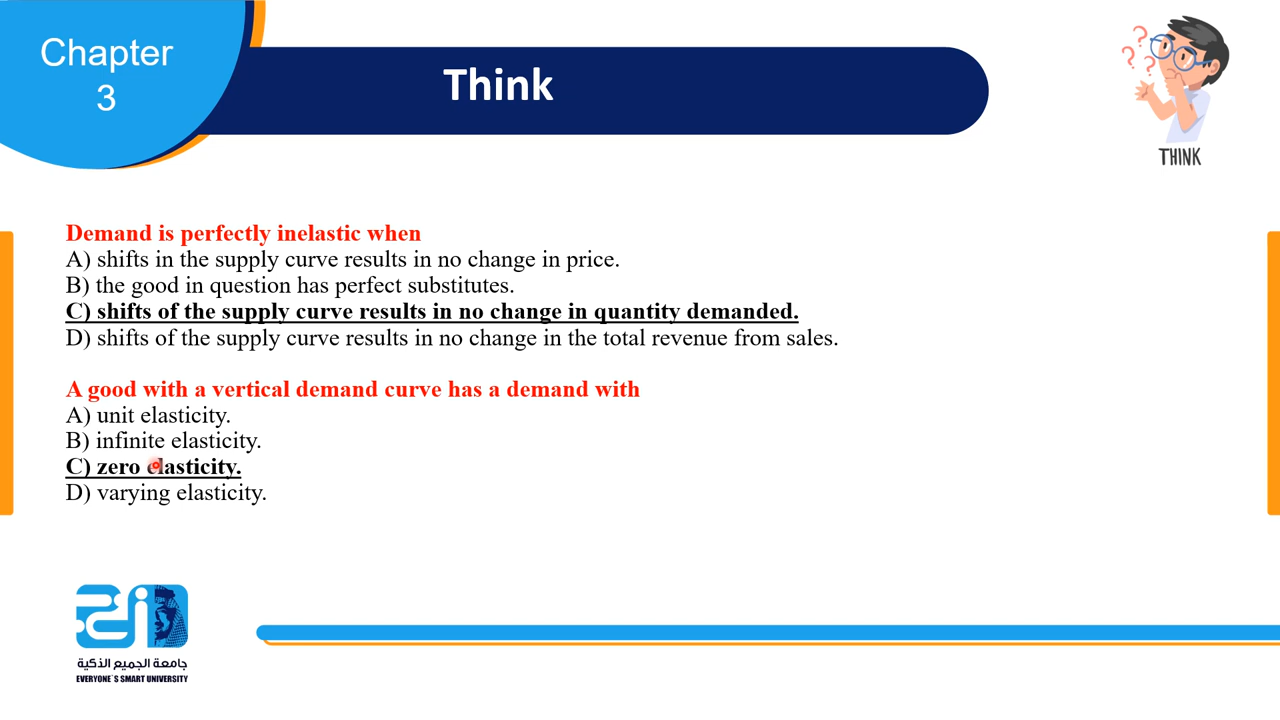 Chapter
3
Think
THINK
Demand is perfectly inelastic when
A) shifts in the supply curve results in no change in price.
B) the good in question has perfect substitutes.
C) shifts of the supply curve results in no change in quantity demanded.
D) shifts of the supply curve results in no change in the total revenue from sales.
A good with a vertical demand curve has a demand with
A) unit elasticity.
B) infinite elasticity.
C) zero elasticity.
D) varying elasticity.
جامعة الجميع الذكية
EVERYONE`S SMART UNIVERSITY